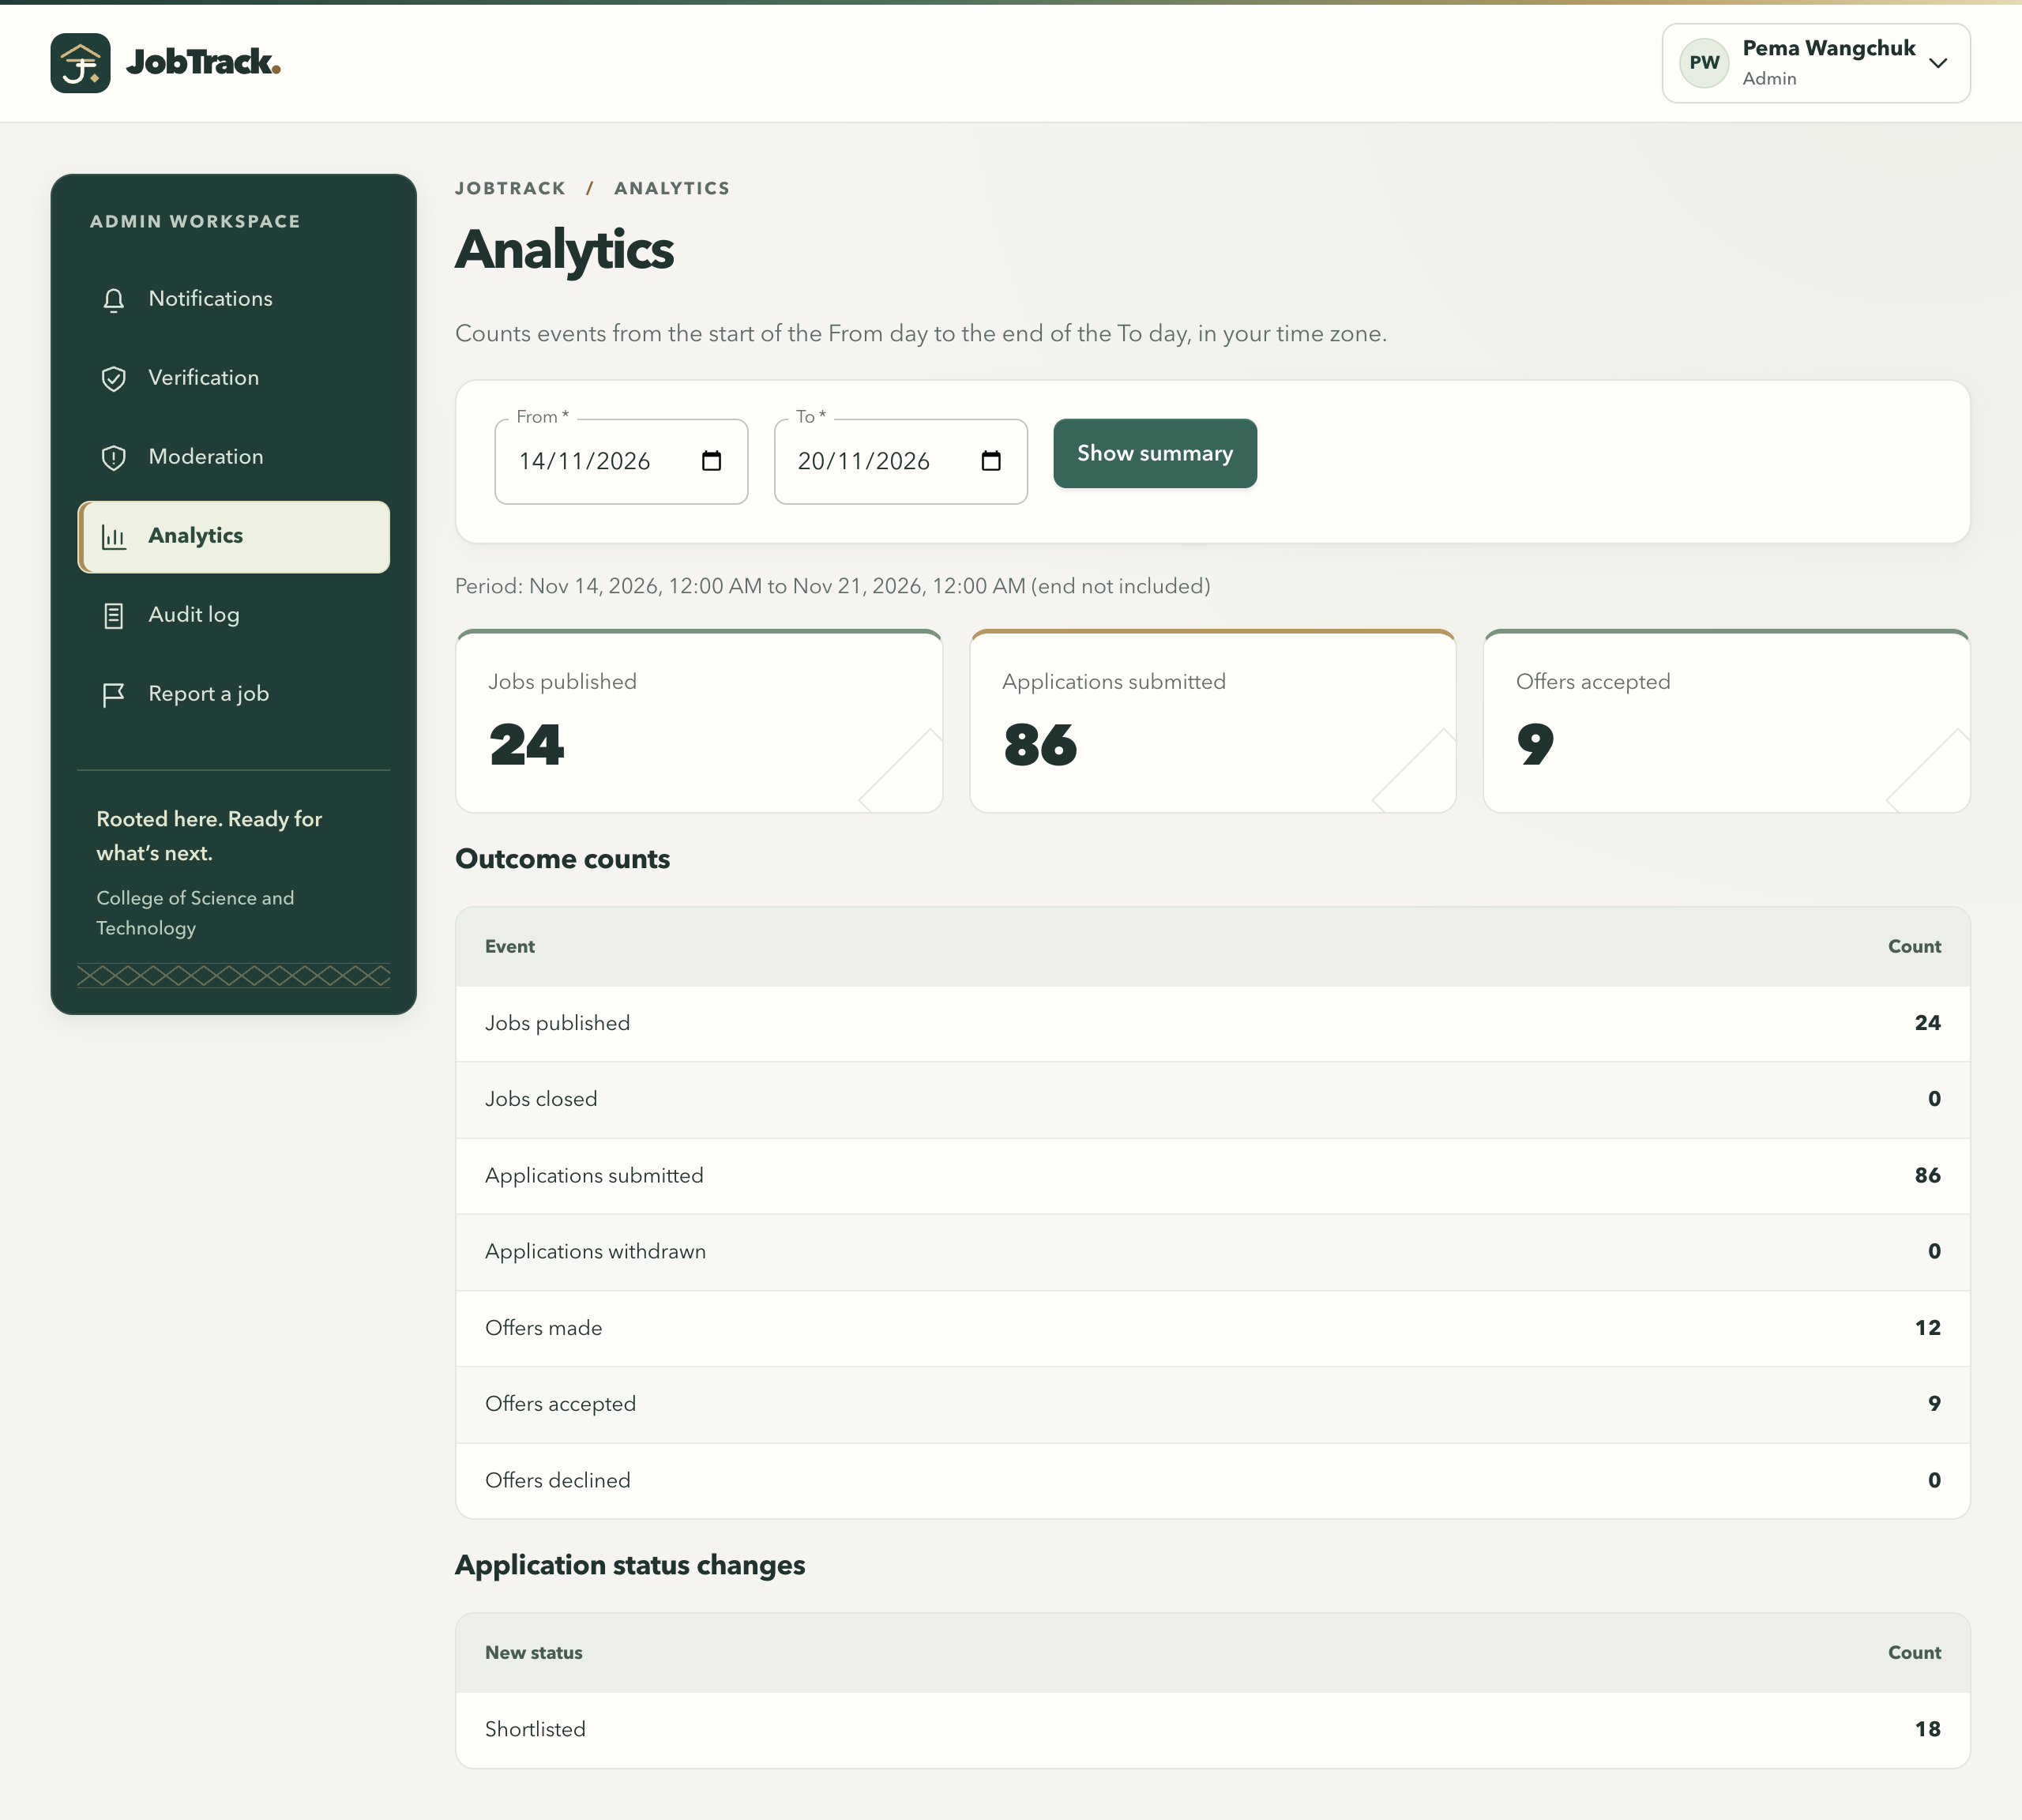 JobTrack.
PW
Pema Wangchuk
Admin
ADMIN WORKSPACE
Notifications
Verification
Moderation
Analytics
Audit log
Report a job
Rooted here. Ready for
what's next.
College of Science and
Technology
JOBTRACK / ANALYTICS
Analytics
Counts events from the start of the From day to the end of the To day, in your time zone.
From *
14/11/2026
To *
20/11/2026
Show summary
Period: Nov 14, 2026, 12:00 AM to Nov 21, 2026, 12:00 AM (end not included)
Jobs published
24
Applications submitted
86
Offers accepted
9
Outcome counts
Event Count
Jobs published 24
Jobs closed 0
Applications submitted 86
Applications withdrawn 0
Offers made 12
Offers accepted 9
Offers declined 0
Application status changes
New status Count
Shortlisted 18